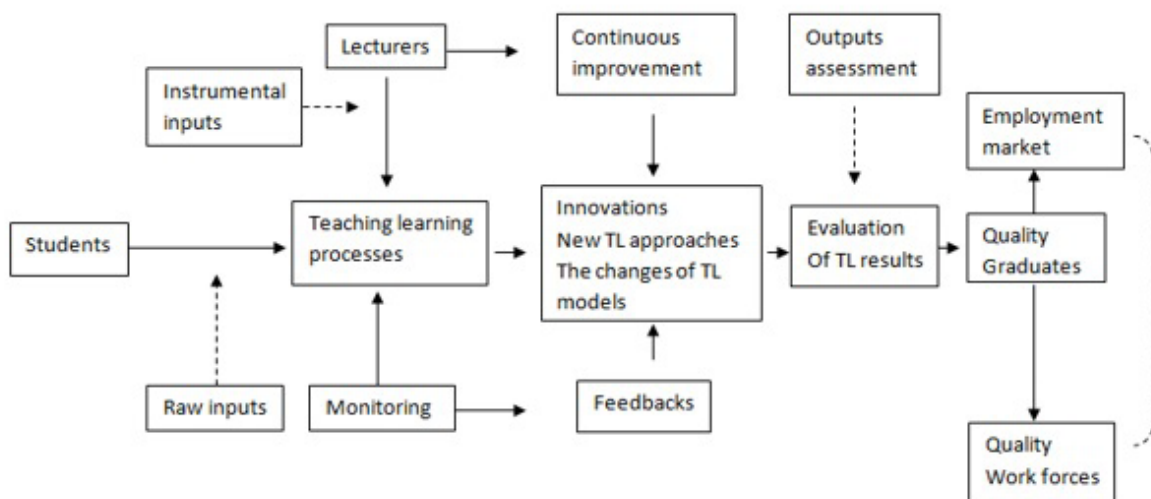 Lecturers
Continuous
improvement
Outputs
assessment
Instrumental
inputs
Employment
market
Students
Teaching learning
processes
Innovations
New TL approaches
The changes of TL
models
Evaluation
Of TL results
Quality
Graduates
Raw inputs
Monitoring
Feedbacks
Quality
Work forces